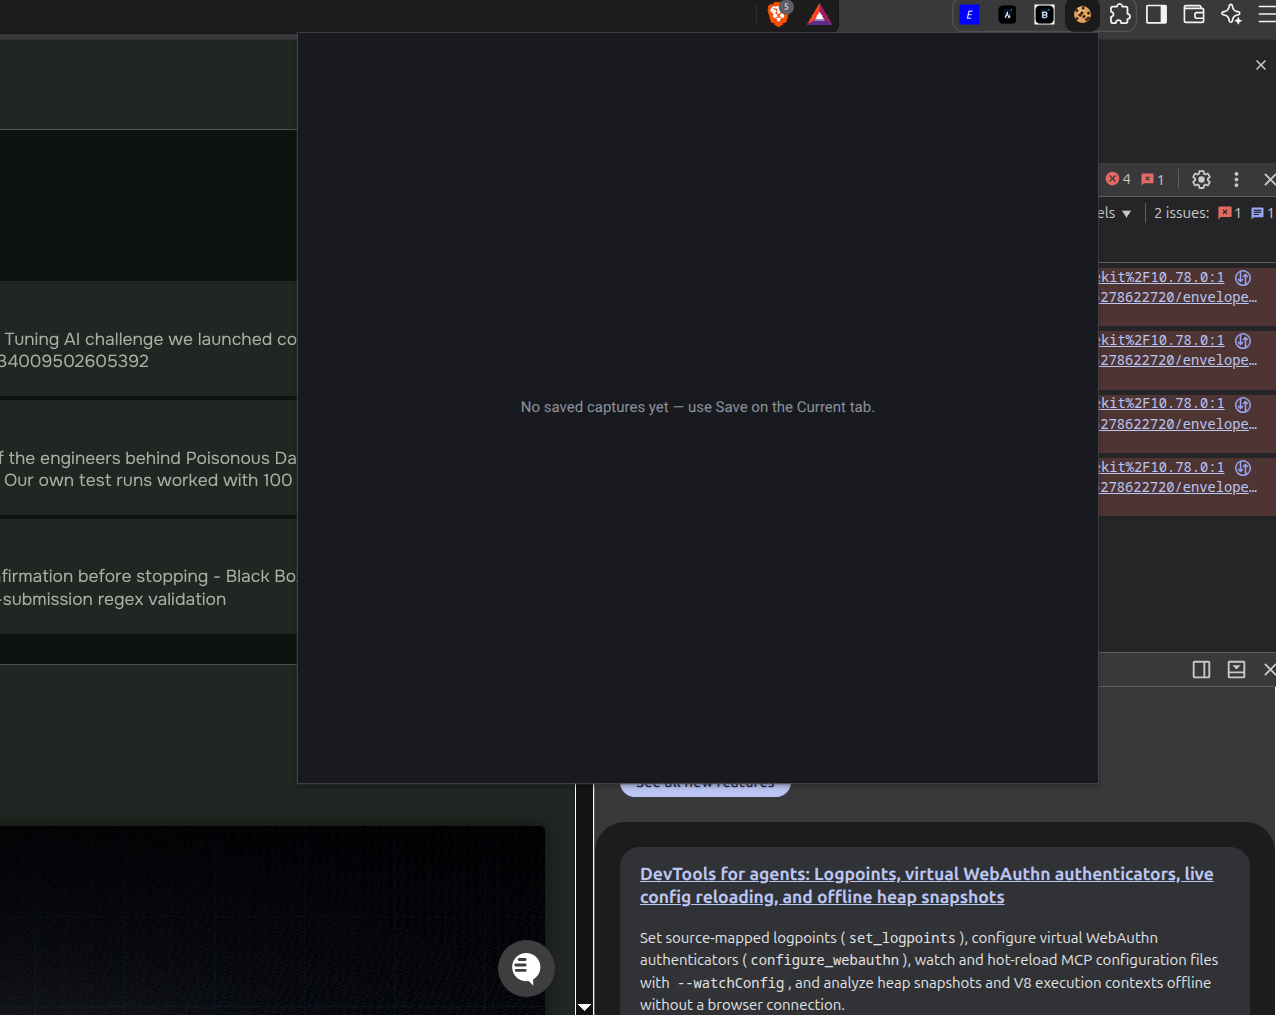 5
E
A
B
4
1
els
2 issues:
1
1
kit%2F10.78.0:1
278622720/envelope…
kit%2F10.78.0:1
278622720/envelope…
kit%2F10.78.0:1
278622720/envelope…
kit%2F10.78.0:1
278622720/envelope…
Tuning AI challenge we launched co
34009502605392
f the engineers behind Poisonous Da
Our own test runs worked with 100
firmation before stopping - Black Bo
-submission regex validation
No saved captures yet — use Save on the Current tab.
See all new features
DevTools for agents: Logpoints, virtual WebAuthn authenticators, live
config reloading, and offline heap snapshots
Set source-mapped logpoints ( set_logpoints ), configure virtual WebAuthn
authenticators ( configure_webauthn ), watch and hot-reload MCP configuration files
with --watchConfig , and analyze heap snapshots and V8 execution contexts offline
without a browser connection.